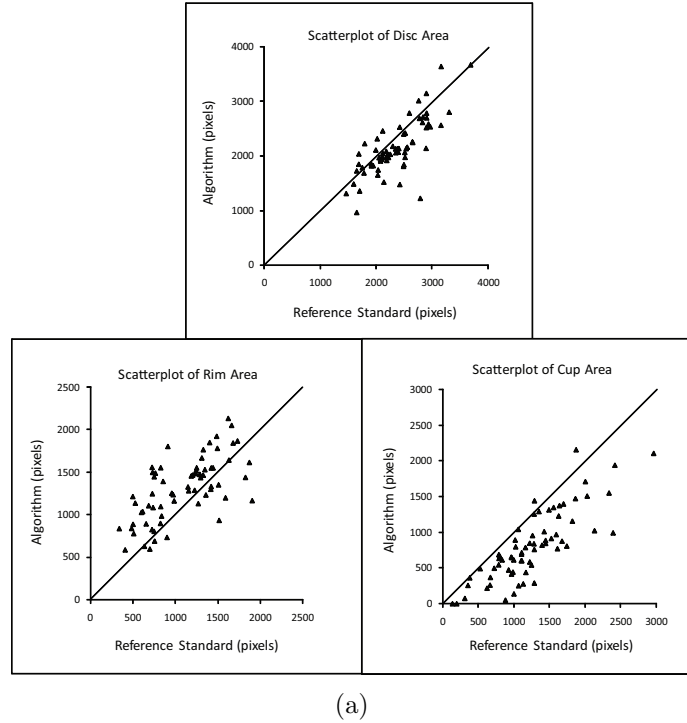 Scatterplot of Disc Area
4000
3000
2000
1000
0
0 1000 2000 3000 4000
Algorithm (pixels)
Reference Standard (pixels)
Scatterplot of Rim Area
2500
2000
1500
1000
500
0
0 500 1000 1500 2000 2500
Algorithm (pixels)
Reference Standard (pixels)
Scatterplot of Cup Area
3000
2500
2000
1500
1000
500
0
0 500 1000 1500 2000 2500 3000
Algorithm (pixels)
Reference Standard (pixels)
(a)